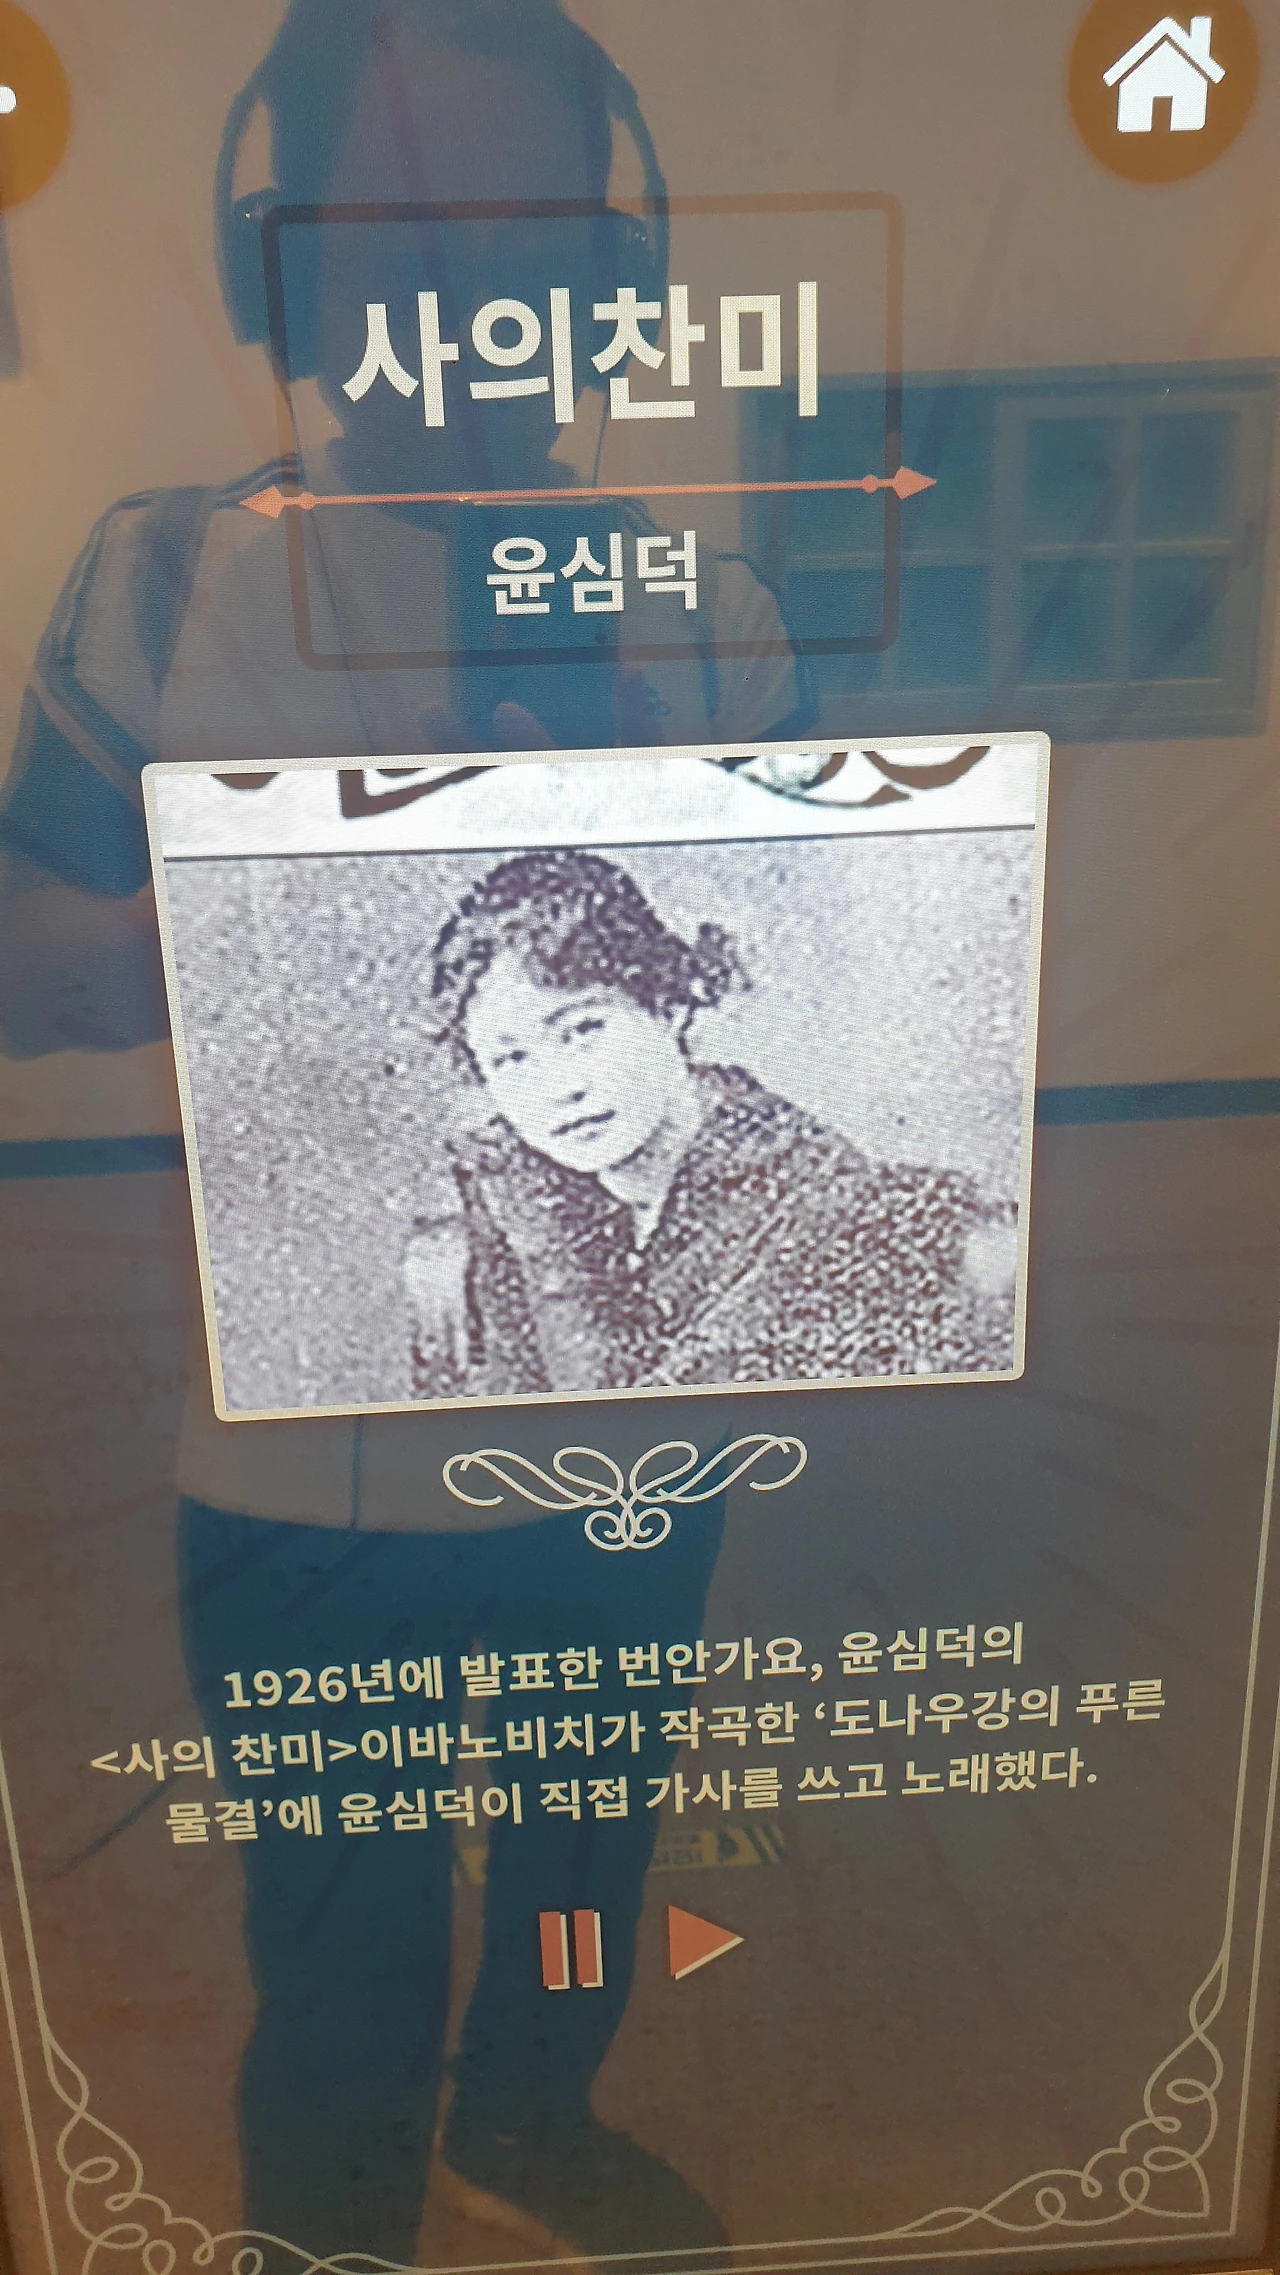 사의찬미
윤심덕
1926년에 발표한 번안가요, 윤심덕의
<사의 찬미>이바노비치가 작곡한 ‘도나우강의 푸른
물결’에 윤심덕이 직접 가사를 쓰고 노래했다.